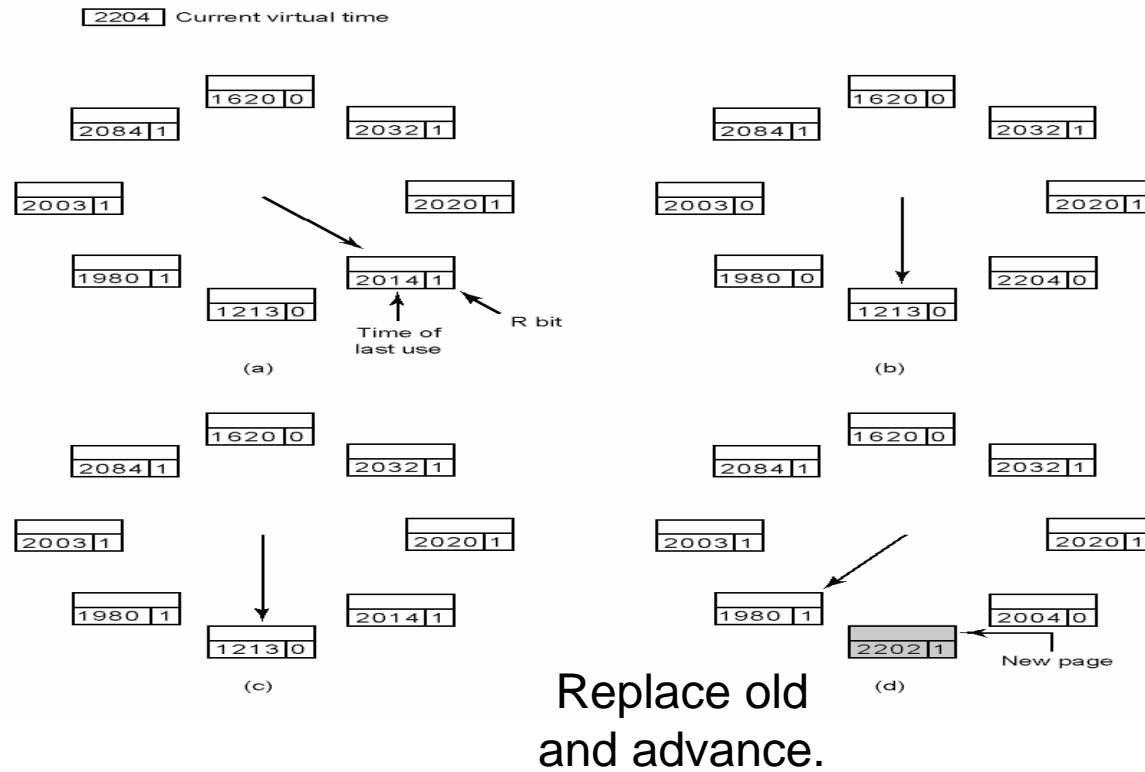 2204 Current virtual time
1620 0
2084 1
2032 1
2003 1
2020 1
1980 1
2014 1
1213 0
Time of
last use
R bit
(a)
1620 0
2084 1
2032 1
2003 0
2020 1
1980 0
2204 0
1213 0
(b)
1620 0
2084 1
2032 1
2003 1
2020 1
1980 1
2014 1
1213 0
(c)
1620 0
2084 1
2032 1
2003 1
2020 1
1980 1
2004 0
2202 1
New page
(d)
Replace old
and advance.